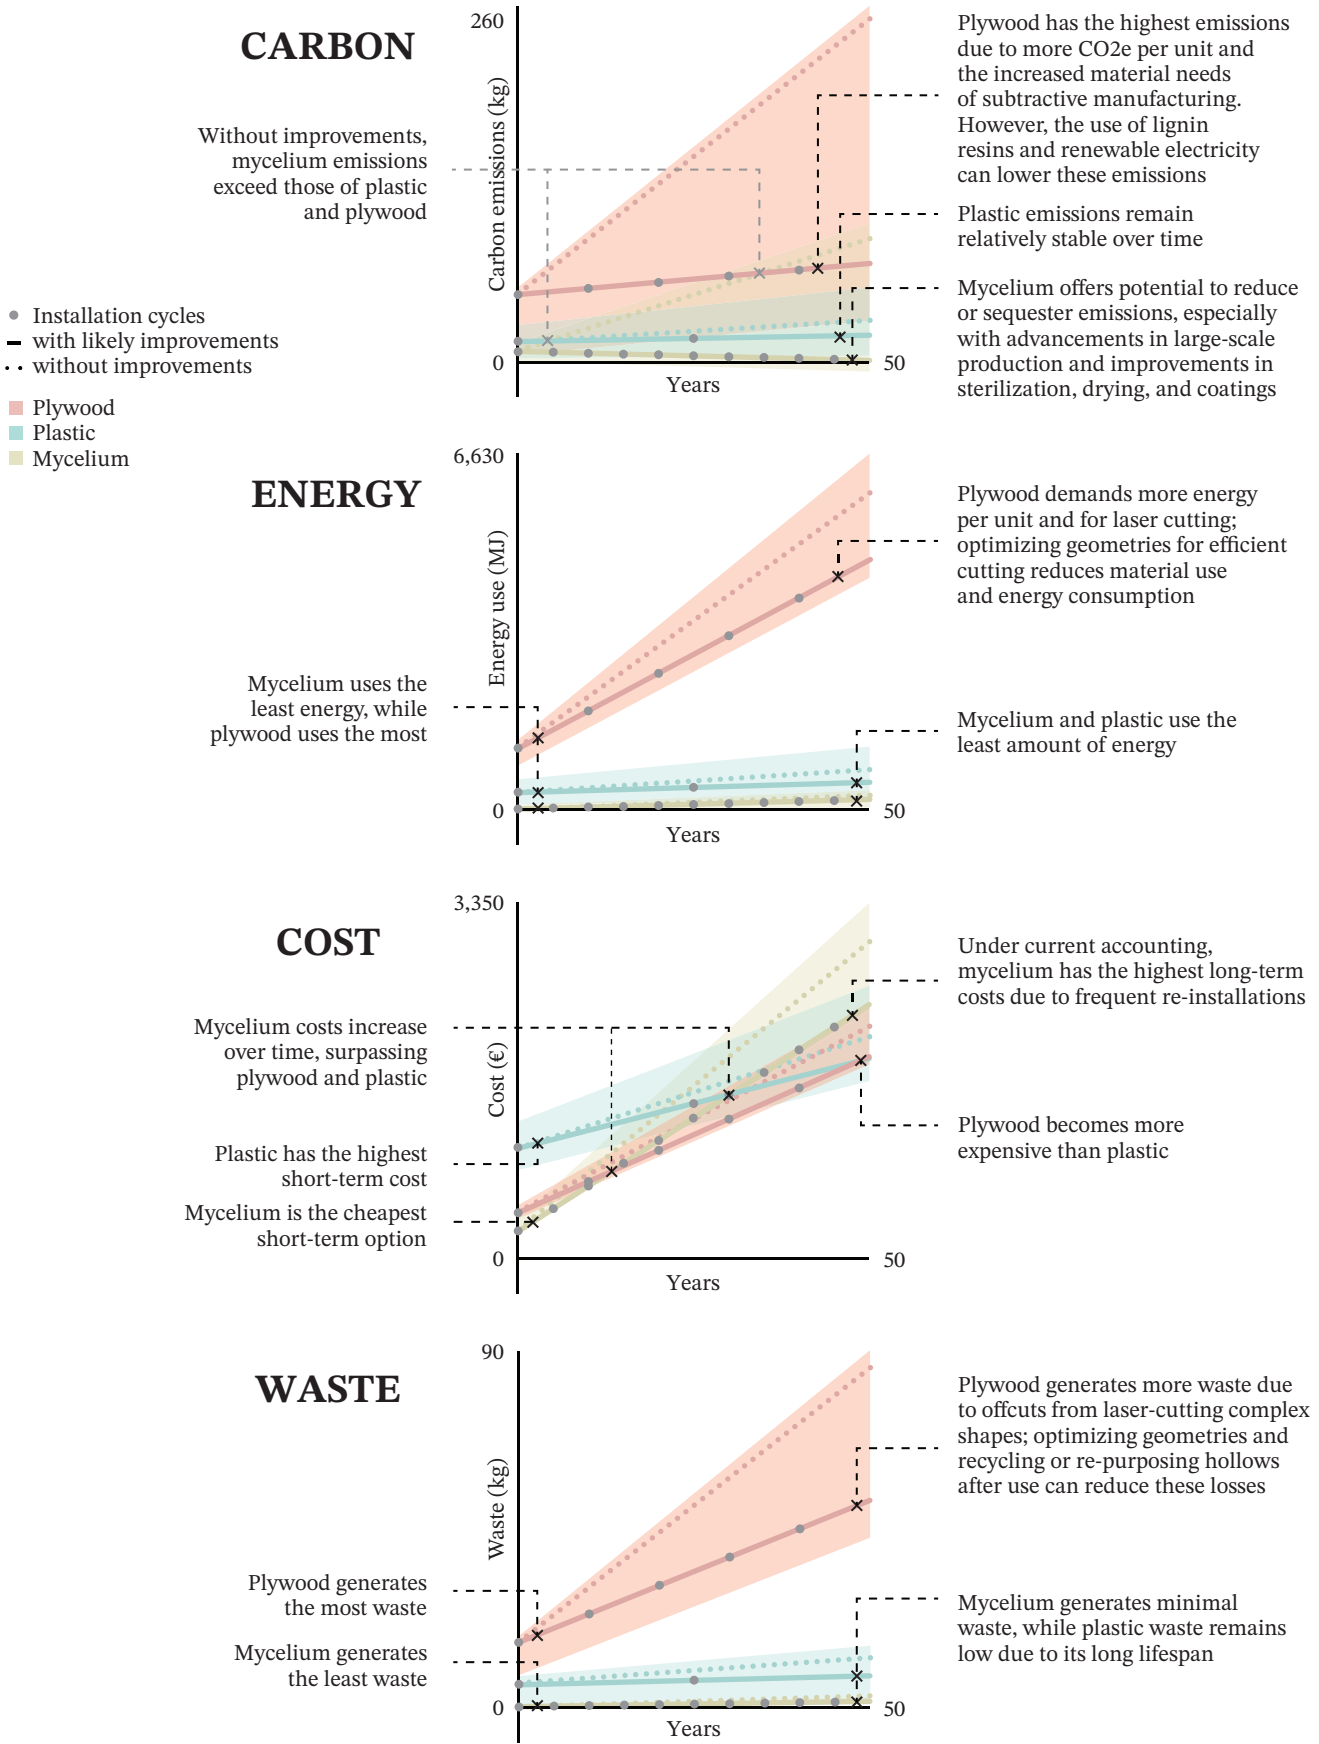 CARBON
260
Carbon emissions (kg)
0
Years
50
Without improvements,
mycelium emissions
exceed those of plastic
and plywood
Plywood has the highest emissions
due to more CO2e per unit and
the increased material needs
of subtractive manufacturing.
However, the use of lignin
resins and renewable electricity
can lower these emissions
Plastic emissions remain
relatively stable over time
Mycelium offers potential to reduce
or sequester emissions, especially
with advancements in large-scale
production and improvements in
sterilization, drying, and coatings
Installation cycles
with likely improvements
without improvements
Plywood
Plastic
Mycelium
ENERGY
6,630
Energy use (MJ)
0
Years
50
Mycelium uses the
least energy, while
plywood uses the most
Plywood demands more energy
per unit and for laser cutting;
optimizing geometries for efficient
cutting reduces material use
and energy consumption
Mycelium and plastic use the
least amount of energy
COST
3,350
Cost (€)
0
Years
50
Mycelium costs increase
over time, surpassing
plywood and plastic
Plastic has the highest
short-term cost
Mycelium is the cheapest
short-term option
Under current accounting,
mycelium has the highest long-term
costs due to frequent re-installations
Plywood becomes more
expensive than plastic
WASTE
90
Waste (kg)
0
Years
50
Plywood generates
the most waste
Mycelium generates
the least waste
Plywood generates more waste due
to offcuts from laser-cutting complex
shapes; optimizing geometries and
recycling or re-purposing hollows
after use can reduce these losses
Mycelium generates minimal
waste, while plastic waste remains
low due to its long lifespan